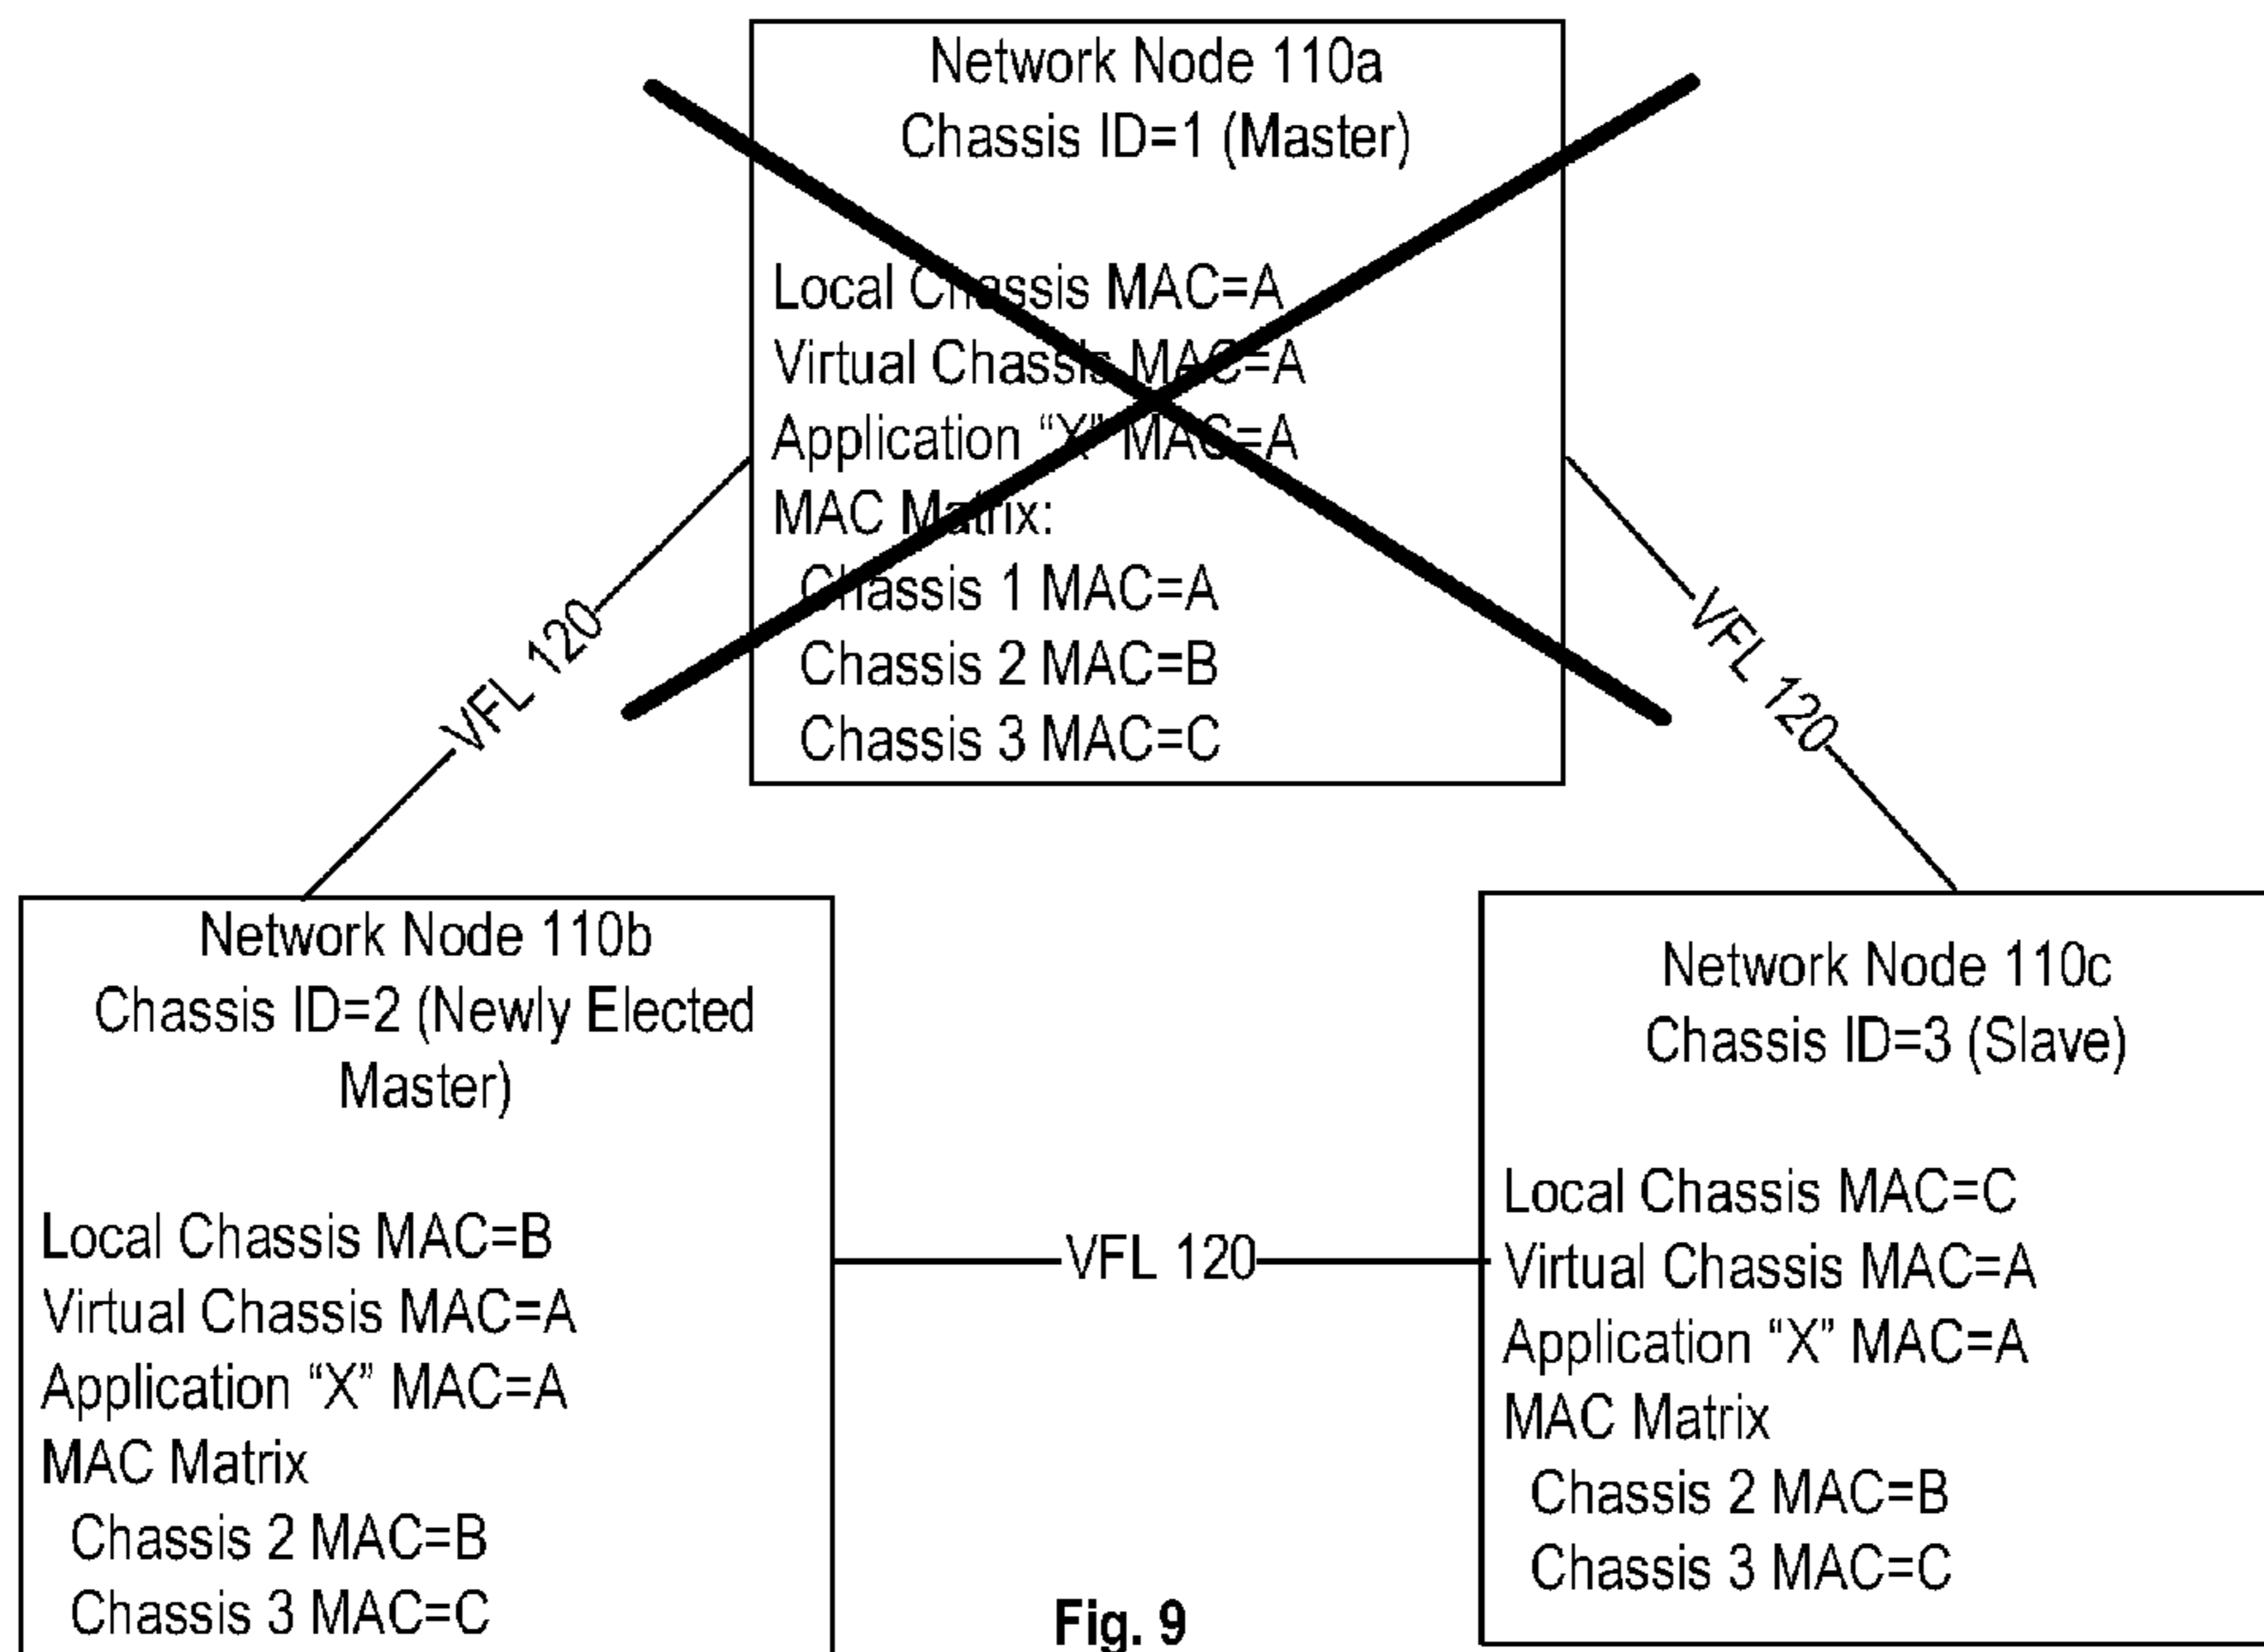 Network Node 110a
Chassis ID=1 (Master)
Local Chassis MAC=A
Virtual Chassis MAC=A
Application “X” MAC=A
MAC Matrix:
Chassis 1 MAC=A
Chassis 2 MAC=B
Chassis 3 MAC=C
VFL 120
VFL 120
Network Node 110b
Chassis ID=2 (Newly Elected
Master)
Local Chassis MAC=B
Virtual Chassis MAC=A
Application “X” MAC=A
MAC Matrix
Chassis 2 MAC=B
Chassis 3 MAC=C
VFL 120
Network Node 110c
Chassis ID=3 (Slave)
Local Chassis MAC=C
Virtual Chassis MAC=A
Application “X” MAC=A
MAC Matrix
Chassis 2 MAC=B
Chassis 3 MAC=C
Fig. 9